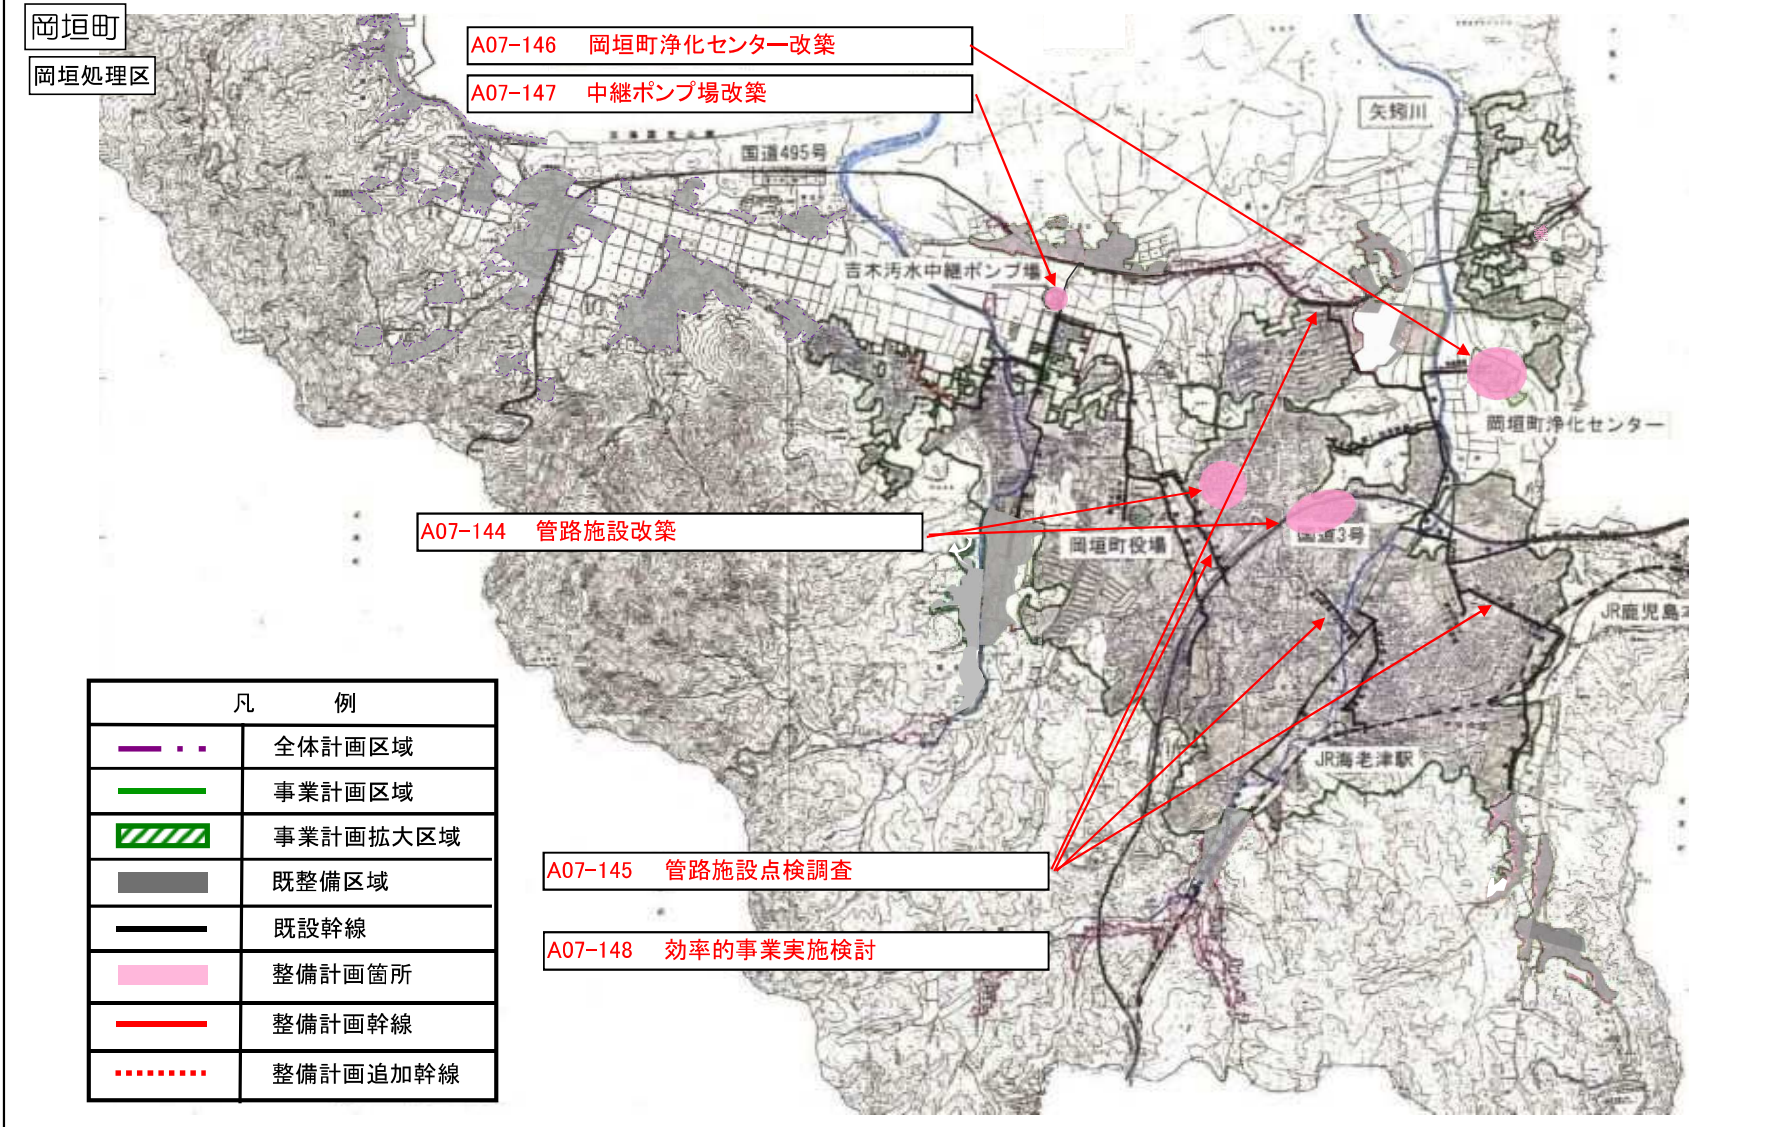 岡垣町
岡垣処理区
A07-146 岡垣町浄化センター改築
A07-147 中継ポンプ場改築
矢矧川
国道495号
吉木汚水中継ポンプ場
岡垣町浄化センター
A07-144 管路施設改築
岡垣町役場
国道3号
JR鹿児島本
JR海老津駅
A07-145 管路施設点検調査
A07-148 効率的事業実施検討
凡 例
全体計画区域
事業計画区域
事業計画拡大区域
既整備区域
既設幹線
整備計画箇所
整備計画幹線
整備計画追加幹線